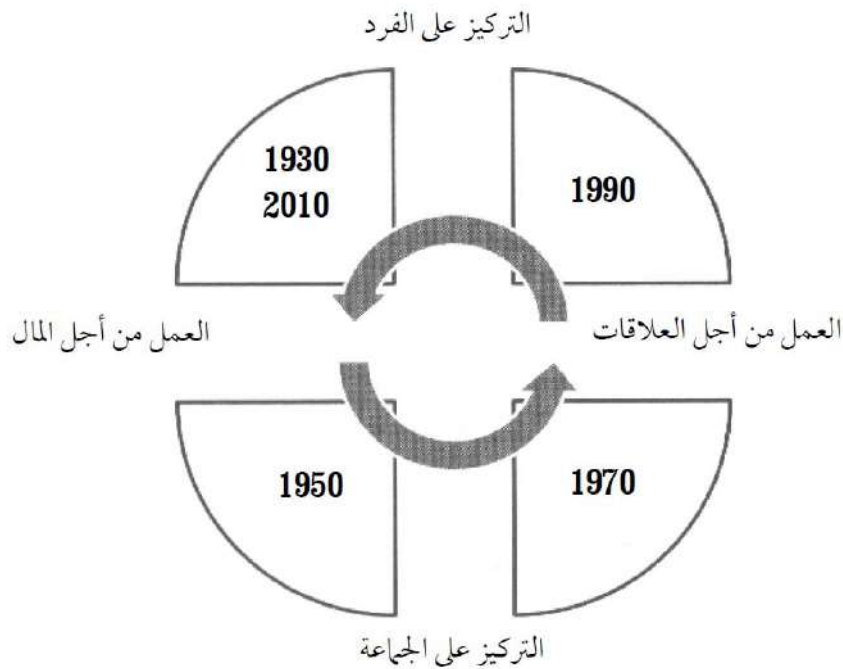 التركيز على الفرد
1930
2010
1990
العمل من أجل العلاقات
العمل من أجل المال
1950
1970
التركيز على الجماعة